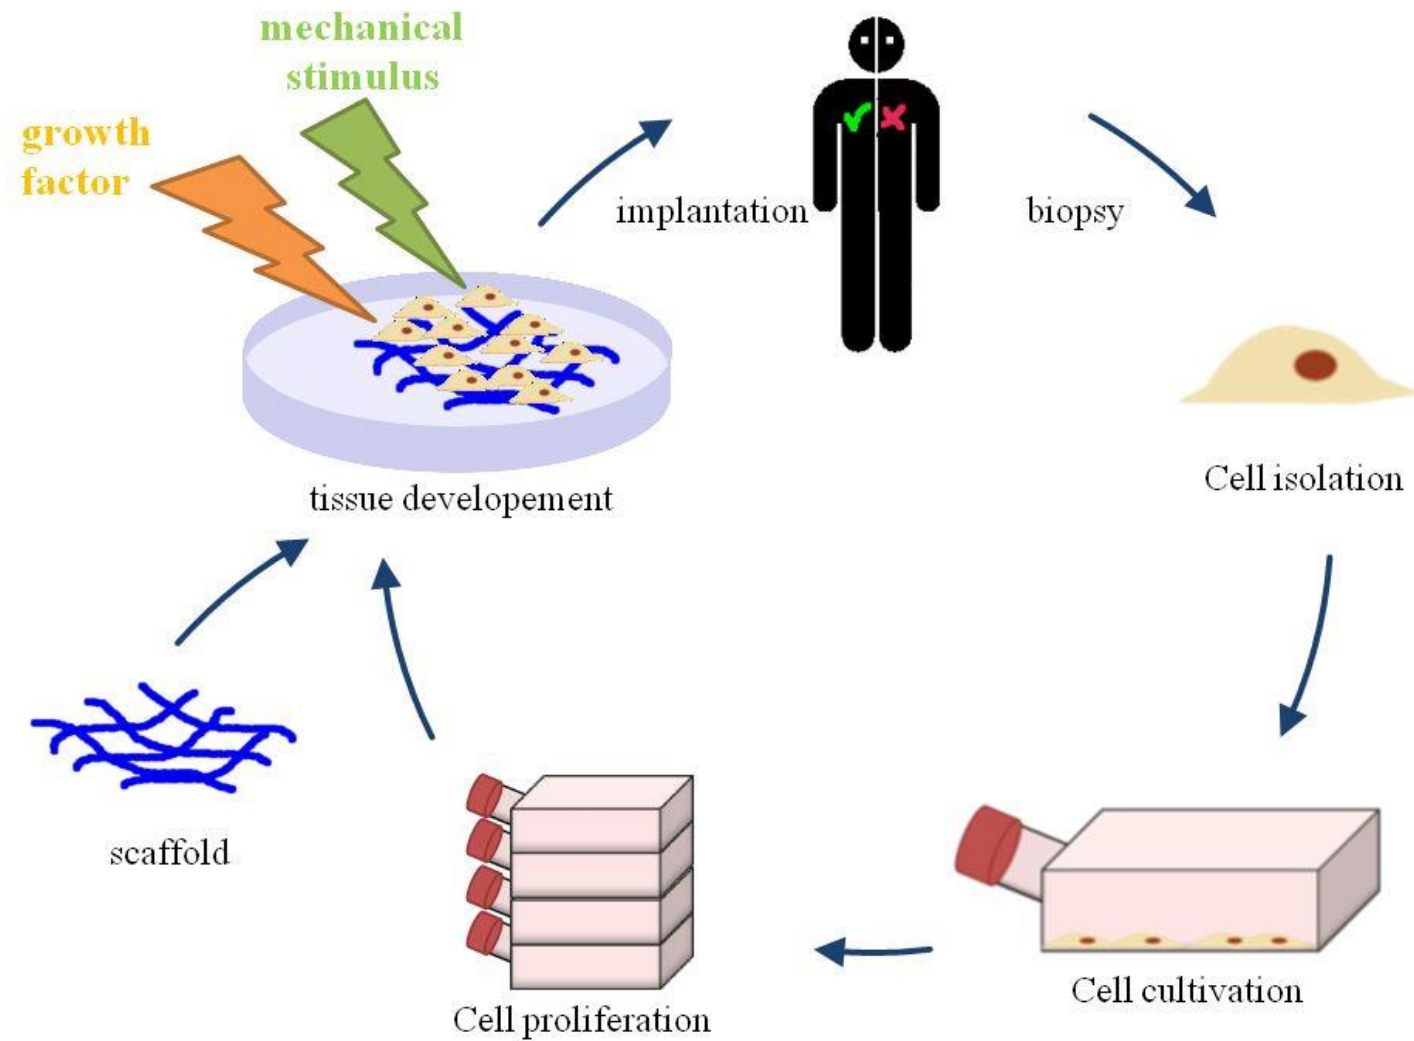 mechanical
stimulus
growth
factor
implantation
biopsy
Cell isolation
tissue developement
scaffold
Cell proliferation
Cell cultivation